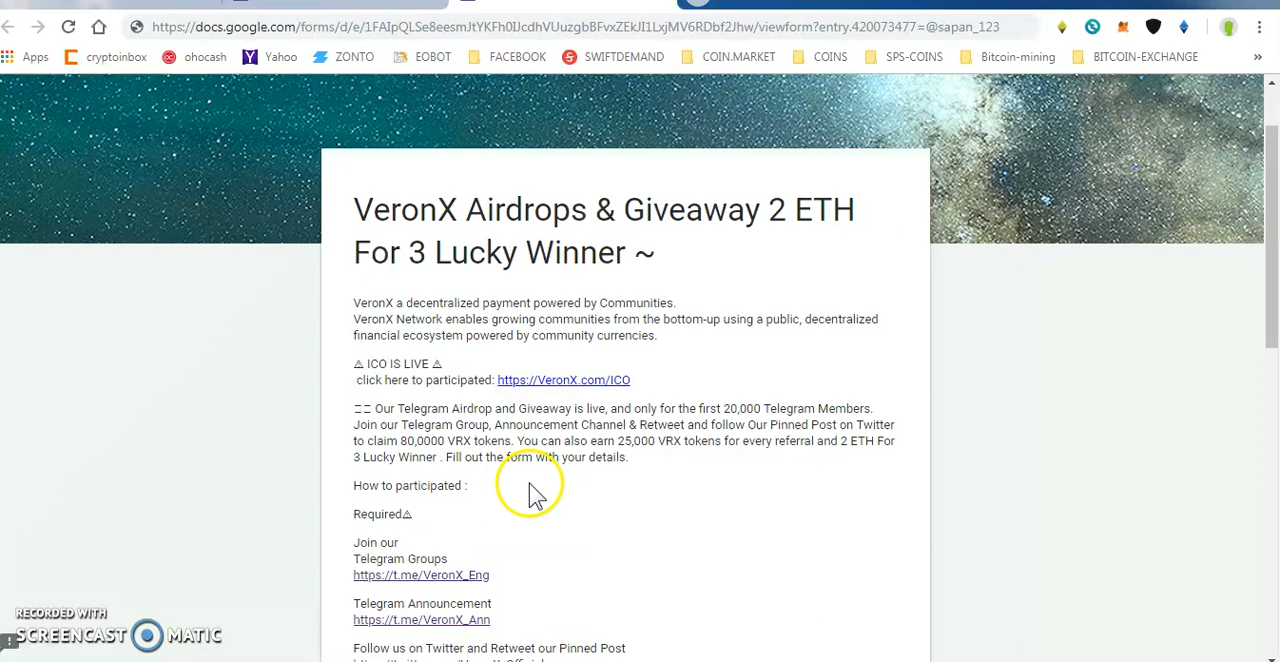 https://docs.google.com/forms/d/e/1FAIpQLSe8eesmJtYKFh0IJcdhVUuzgbBFvxZEkJI1LxjMV6RDbf2Jhw/viewform?entry.420073477=@sapan_123
Apps cryptoinbox ohocash Yahoo ZONTO EOBOT FACEBOOK SWIFTDEMAND COIN.MARKET COINS SPS-COINS Bitcoin-mining BITCOIN-EXCHANGE »
VeronX Airdrops & Giveaway 2 ETH
For 3 Lucky Winner ~
VeronX a decentralized payment powered by Communities.
VeronX Network enables growing communities from the bottom-up using a public, decentralized
financial ecosystem powered by community currencies.
⚠ ICO IS LIVE ⚠
click here to participated: https://VeronX.com/ICO
Our Telegram Airdrop and Giveaway is live, and only for the first 20,000 Telegram Members.
Join our Telegram Group, Announcement Channel & Retweet and follow Our Pinned Post on Twitter
to claim 80,0000 VRX tokens. You can also earn 25,000 VRX tokens for every referral and 2 ETH For
3 Lucky Winner . Fill out the form with your details.
How to participated :
Required⚠
Join our
Telegram Groups
https://t.me/VeronX_Eng
Telegram Announcement
https://t.me/VeronX_Ann
Follow us on Twitter and Retweet our Pinned Post
RECORDED WITH
SCREENCAST MATIC